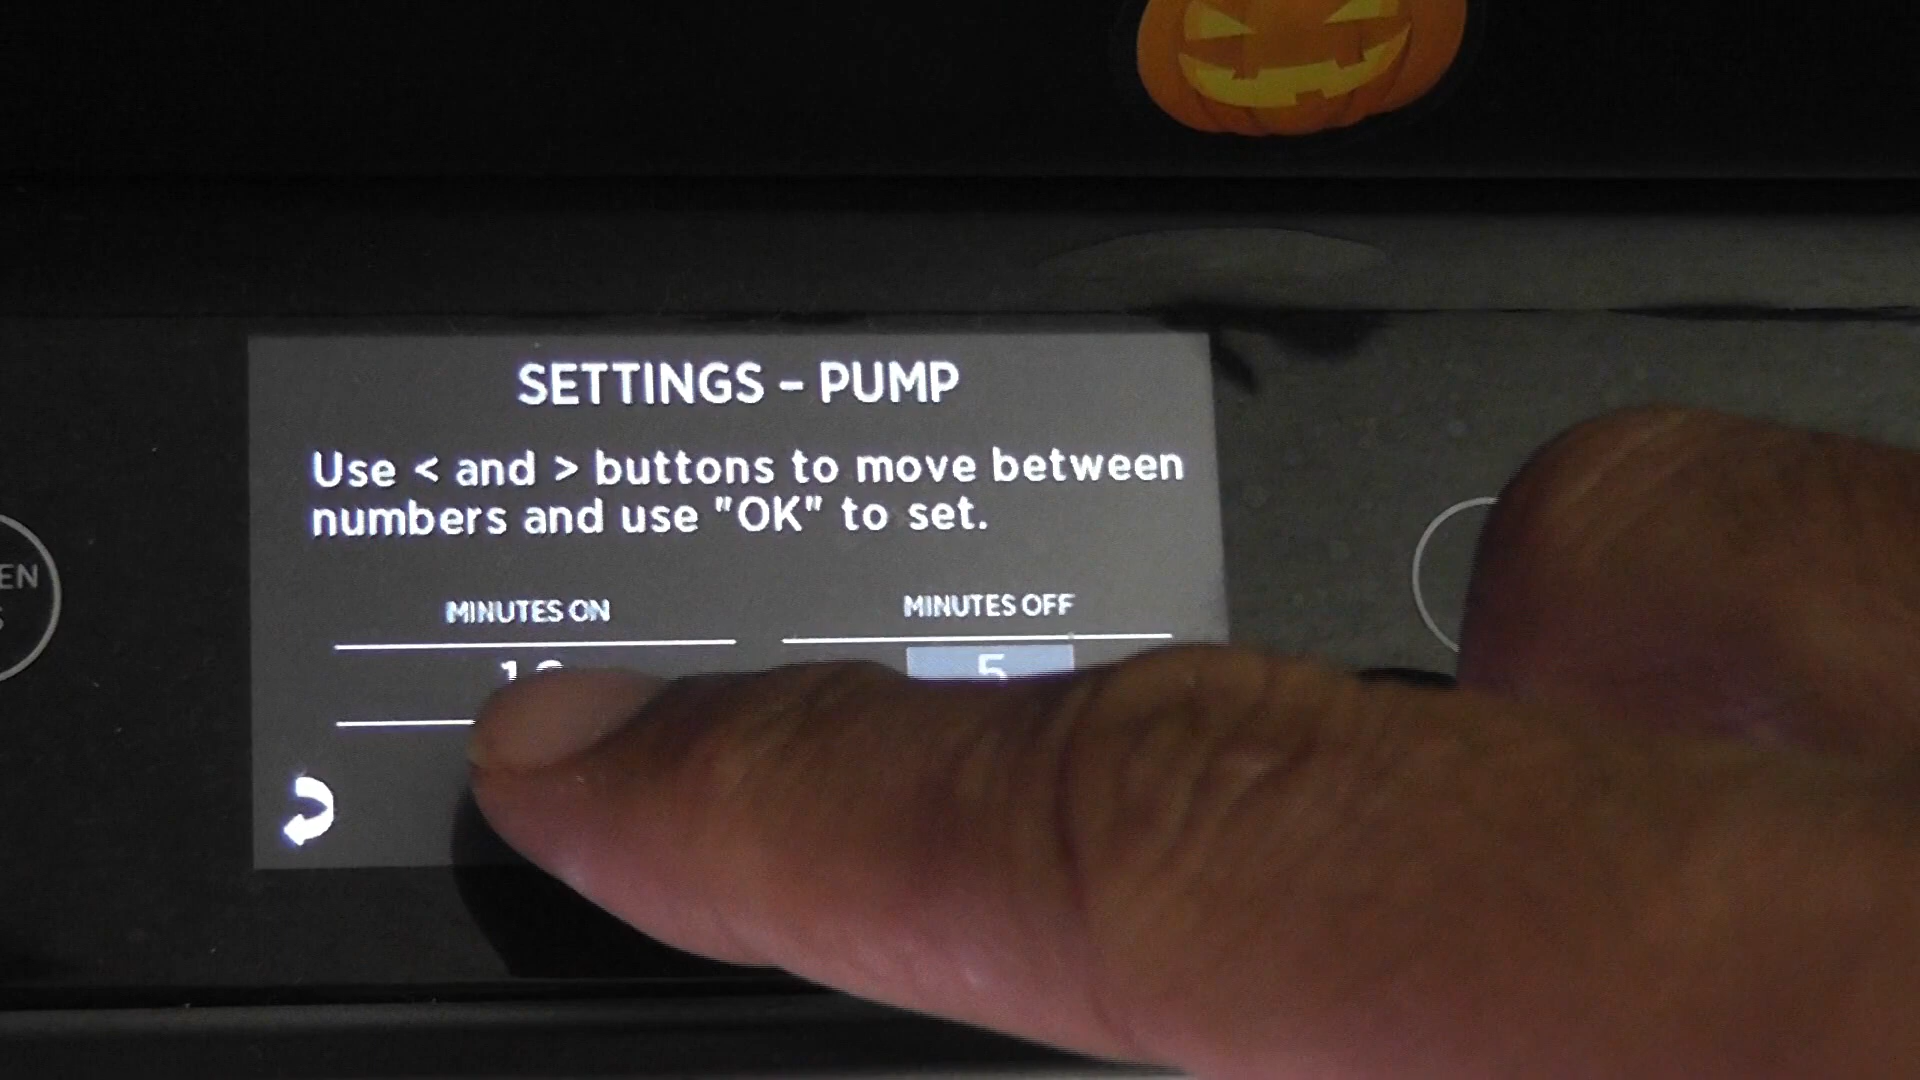 SETTINGS – PUMP
Use < and > buttons to move between
numbers and use "OK" to set.
MINUTES ON
MINUTES OFF
5